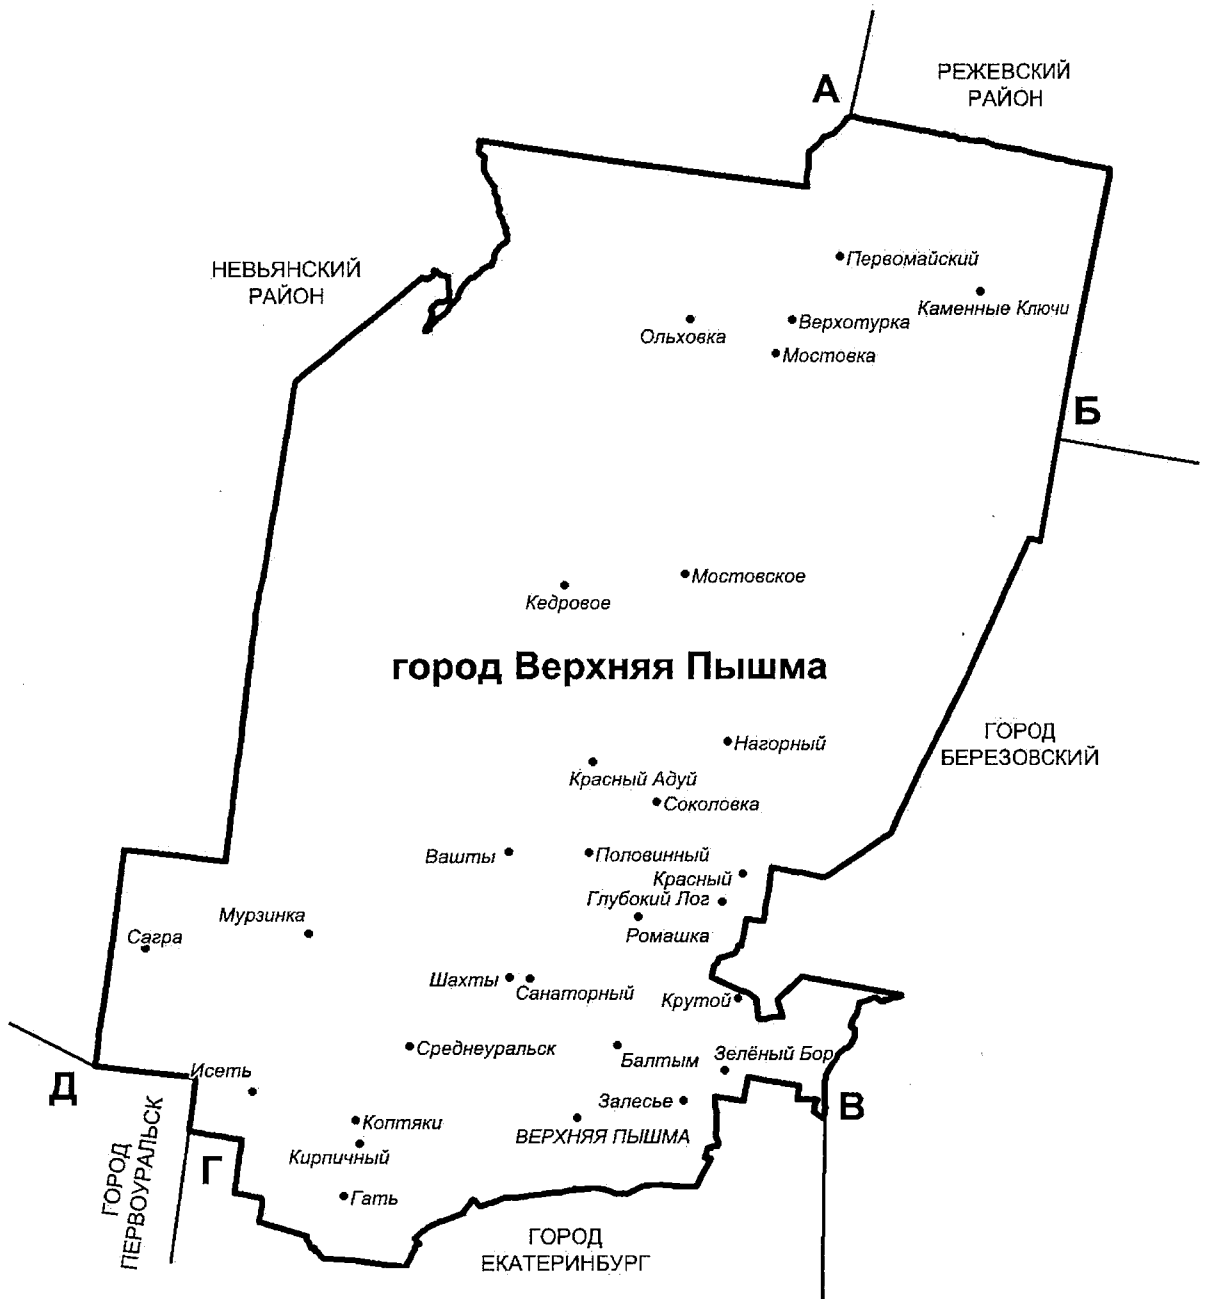 А
РЕЖЕВСКИЙ
РАЙОН
НЕВЬЯНСКИЙ
РАЙОН
Первомайский
Каменные Ключи
Ольховка
Верхотурка
Мостовка
Б
Мостовское
Кедровое
город Верхняя Пышма
Нагорный
ГОРОД
БЕРЕЗОВСКИЙ
Красный Адуй
Соколовка
Вашты
Половинный
Красный
Глубокий Лог
Мурзинка
Ромашка
Сагра
Шахты
Санаторный
Крутой
Среднеуральск
Балтым
Зелёный Бор
Исеть
Д
Залесье
В
Коптяки
ВЕРХНЯЯ ПЫШМА
Кирпичный
Г
ГОРОД
ПЕРВОУРАЛЬСК
Гать
ГОРОД
ЕКАТЕРИНБУРГ